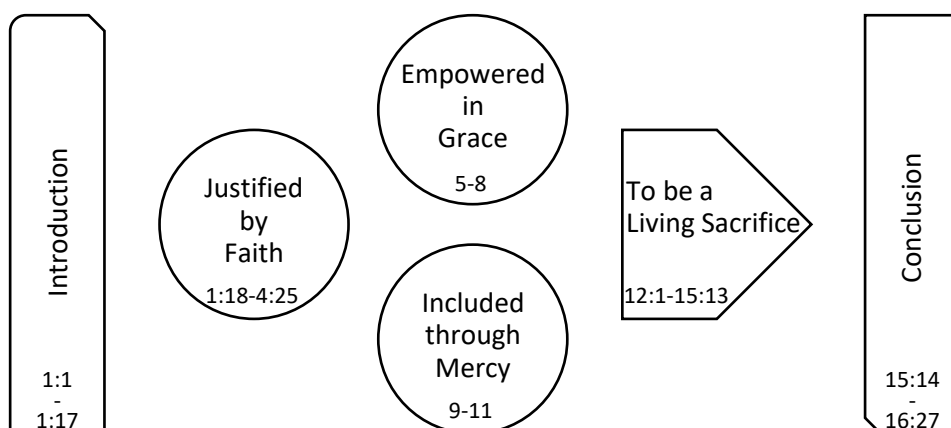 Introduction
1:1
-
1:17
Justified
by
Faith
1:18-4:25
Empowered
in
Grace
5-8
Included
through
Mercy
9-11
To be a
Living Sacrifice
12:1-15:13
Conclusion
15:14
-
16:27